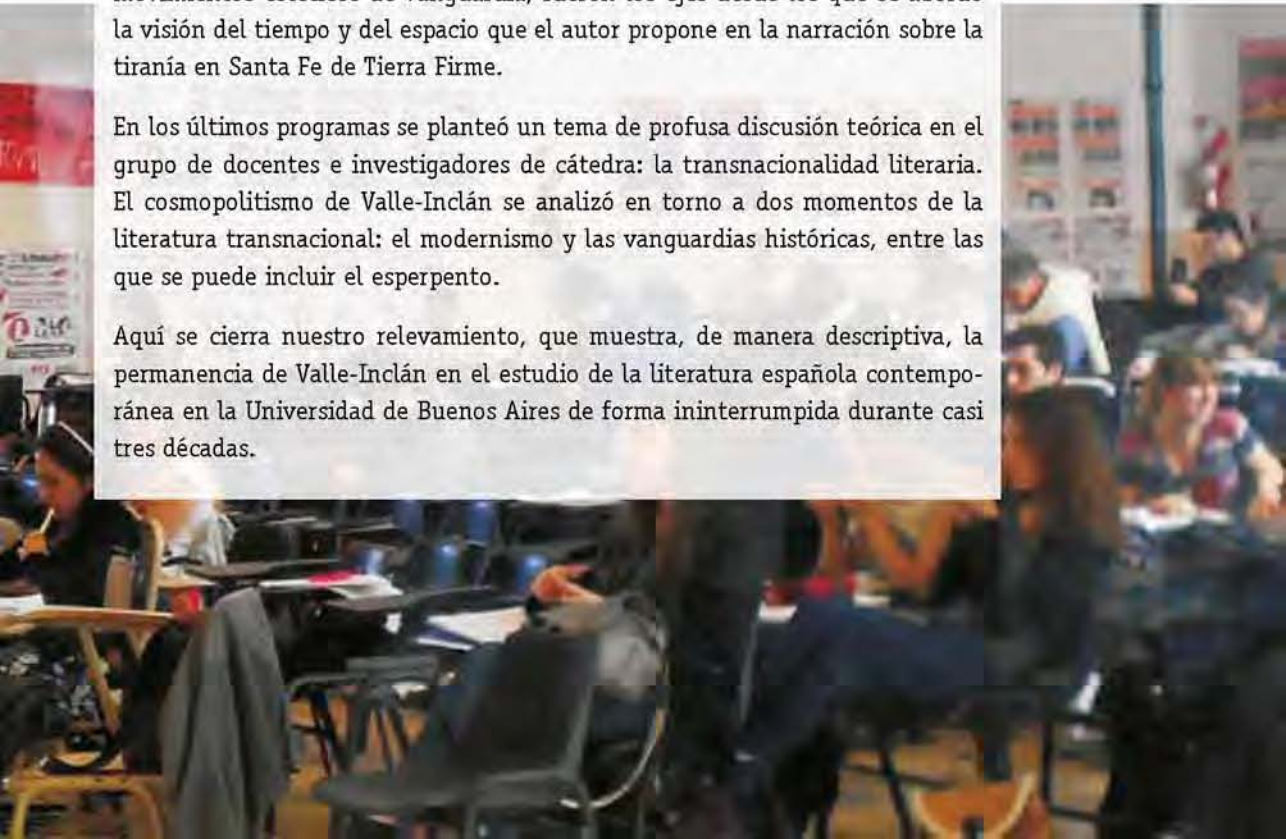 la visión del tiempo y del espacio que el autor propone en la narración sobre la
tiranía en Santa Fe de Tierra Firme.
En los últimos programas se planteó un tema de profusa discusión teórica en el
grupo de docentes e investigadores de cátedra: la transnacionalidad literaria.
El cosmopolitismo de Valle-Inclán se analizó en torno a dos momentos de la
literatura transnacional: el modernismo y las vanguardias históricas, entre las
que se puede incluir el esperpento.
Aquí se cierra nuestro relevamiento, que muestra, de manera descriptiva, la
permanencia de Valle-Inclán en el estudio de la literatura española contempo-
ránea en la Universidad de Buenos Aires de forma ininterrumpida durante casi
tres décadas.